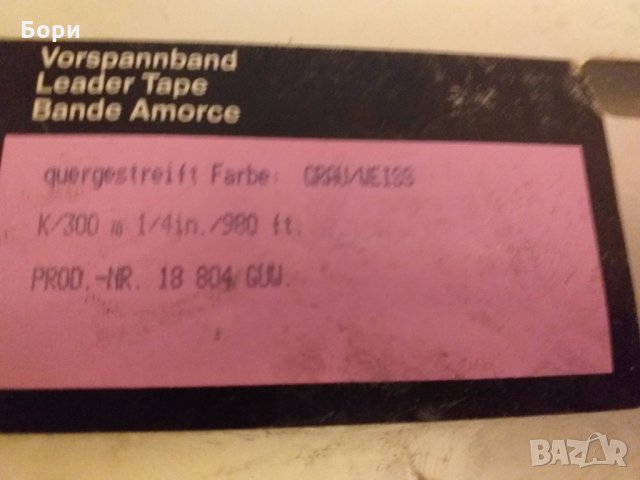 Бори
Vorspannband
Leader Tape
Bande Amorce
quergestreift Farbe: GRAU/WEISS
K/300 m 1/4in./980 ft.
PROD.-NR. 18 804 GUW.
BAZAR